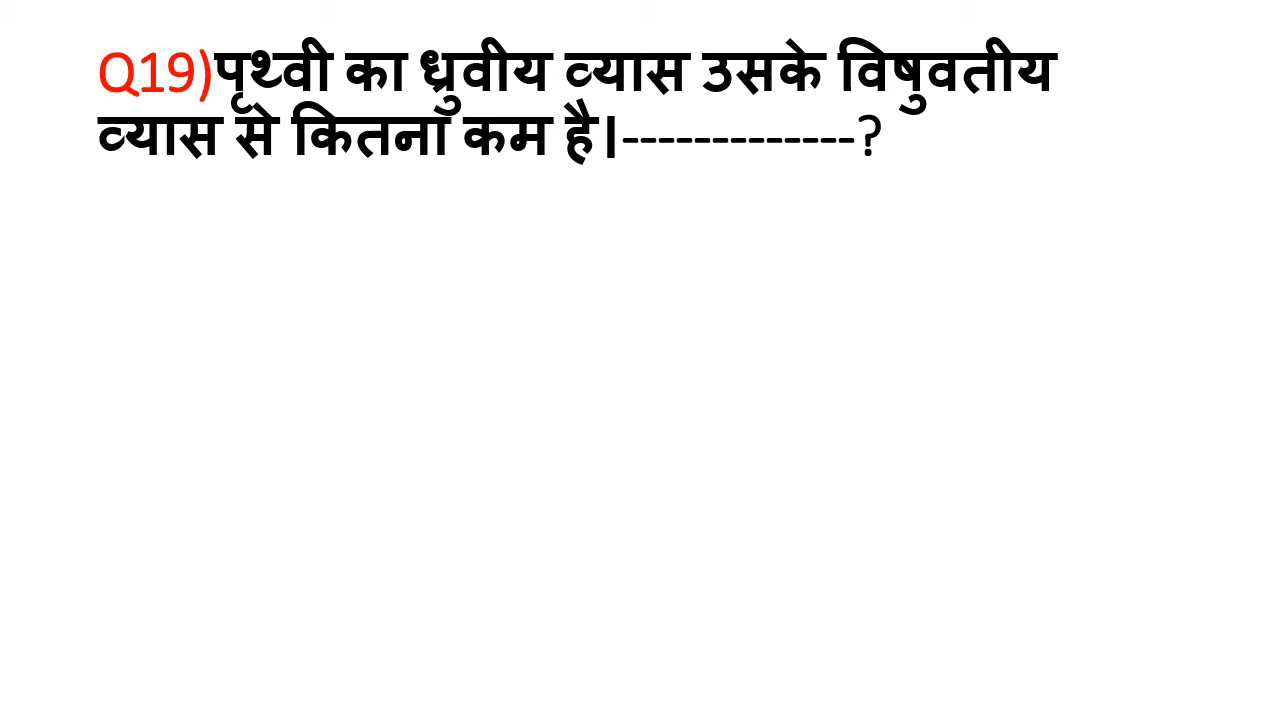 Q19)पृथ्वी का ध्रुवीय व्यास उसके विषुवतीय
व्यास से कितना कम है।-------------?